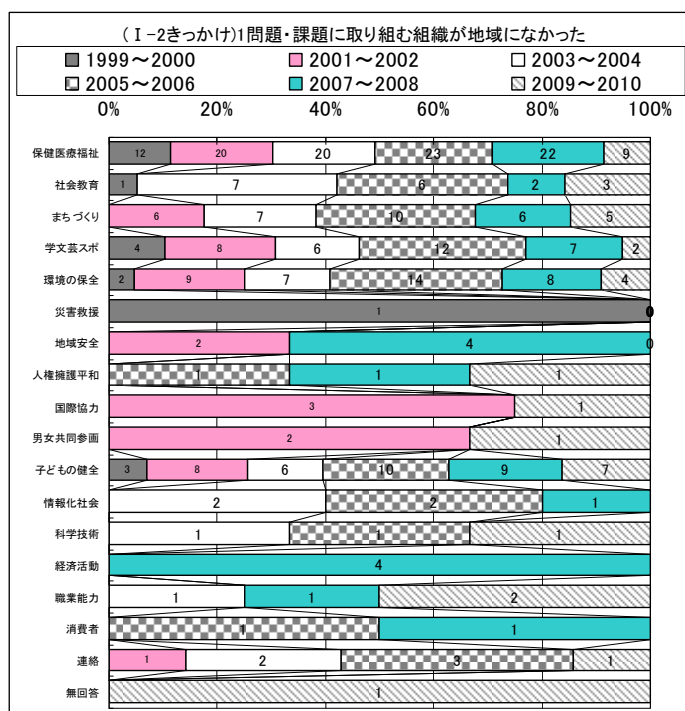 (Ⅰ-2きっかけ)1問題・課題に取り組む組織が地域になかった
1999～2000 2001～2002 2003～2004
2005～2006 2007～2008 2009～2010
0% 20% 40% 60% 80% 100%
保健医療福祉 12 20 20 23 22 9
社会教育 1 7 6 2 3
まちづくり 6 7 10 6 5
学文芸スポ 4 8 6 12 7 2
環境の保全 2 9 7 14 8 4
災害救援 1 0
地域安全 2 4 0
人権擁護平和 1 1 1
国際協力 3 1
男女共同参画 2 1
子どもの健全 3 8 6 10 9 7
情報化社会 2 2 1
科学技術 1 1 1
経済活動 4
職業能力 1 1 2
消費者 1 1
連絡 1 2 3 1
無回答 1